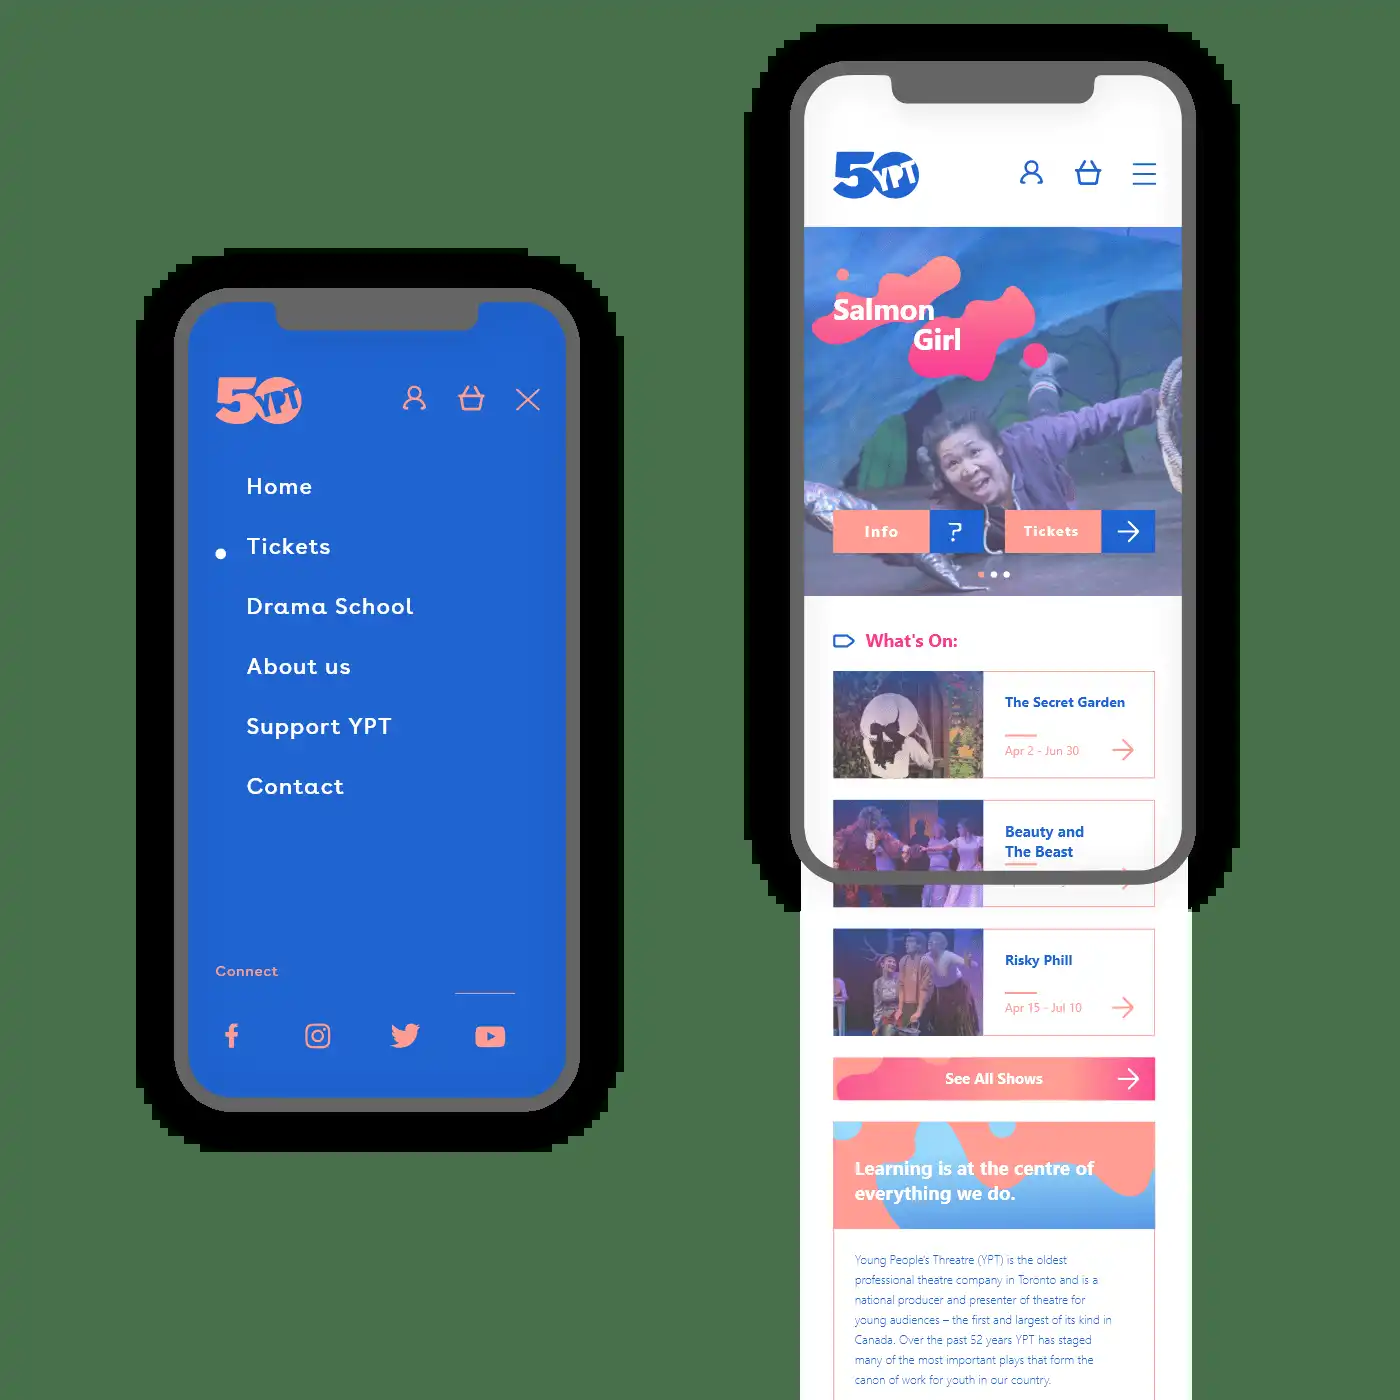 50 YPT
Home
Tickets
Drama School
About us
Support YPT
Contact
Connect
50 YPT
Salmon
Girl
Info ?
Tickets
What's On:
The Secret Garden
Apr 2 - Jun 30
Beauty and
The Beast
Risky Phill
Apr 15 - Jul 10
See All Shows
Learning is at the centre of
everything we do.
Young People's Threatre (YPT) is the oldest
professional theatre company in Toronto and is a
national producer and presenter of theatre for
young audiences – the first and largest of its kind in
Canada. Over the past 52 years YPT has staged
many of the most important plays that form the
canon of work for youth in our country.